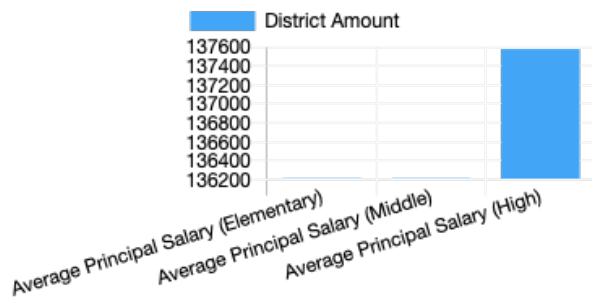 District Amount
137600
137400
137200
137000
136800
136600
136400
136200
Average Principal Salary (Elementary)
Average Principal Salary (Middle)
Average Principal Salary (High)